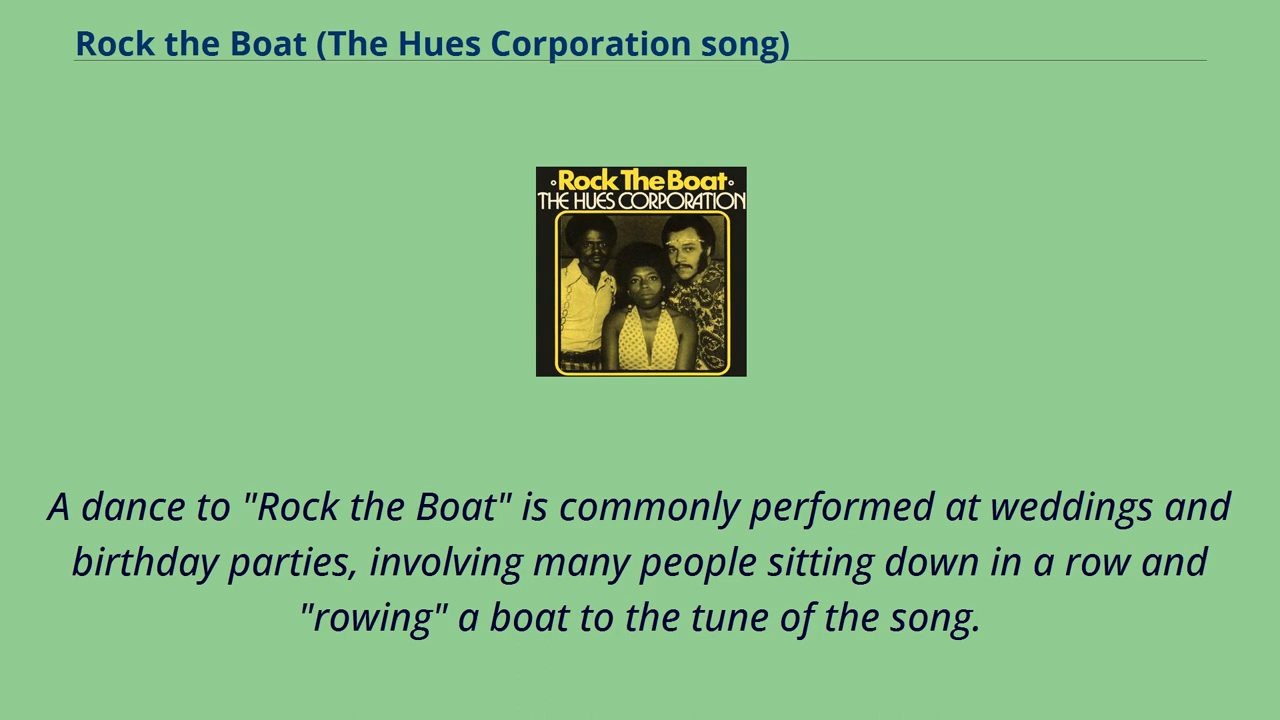 Rock the Boat (The Hues Corporation song)
Rock The Boat
THE HUES CORPORATION
A dance to "Rock the Boat" is commonly performed at weddings and
birthday parties, involving many people sitting down in a row and
"rowing" a boat to the tune of the song.